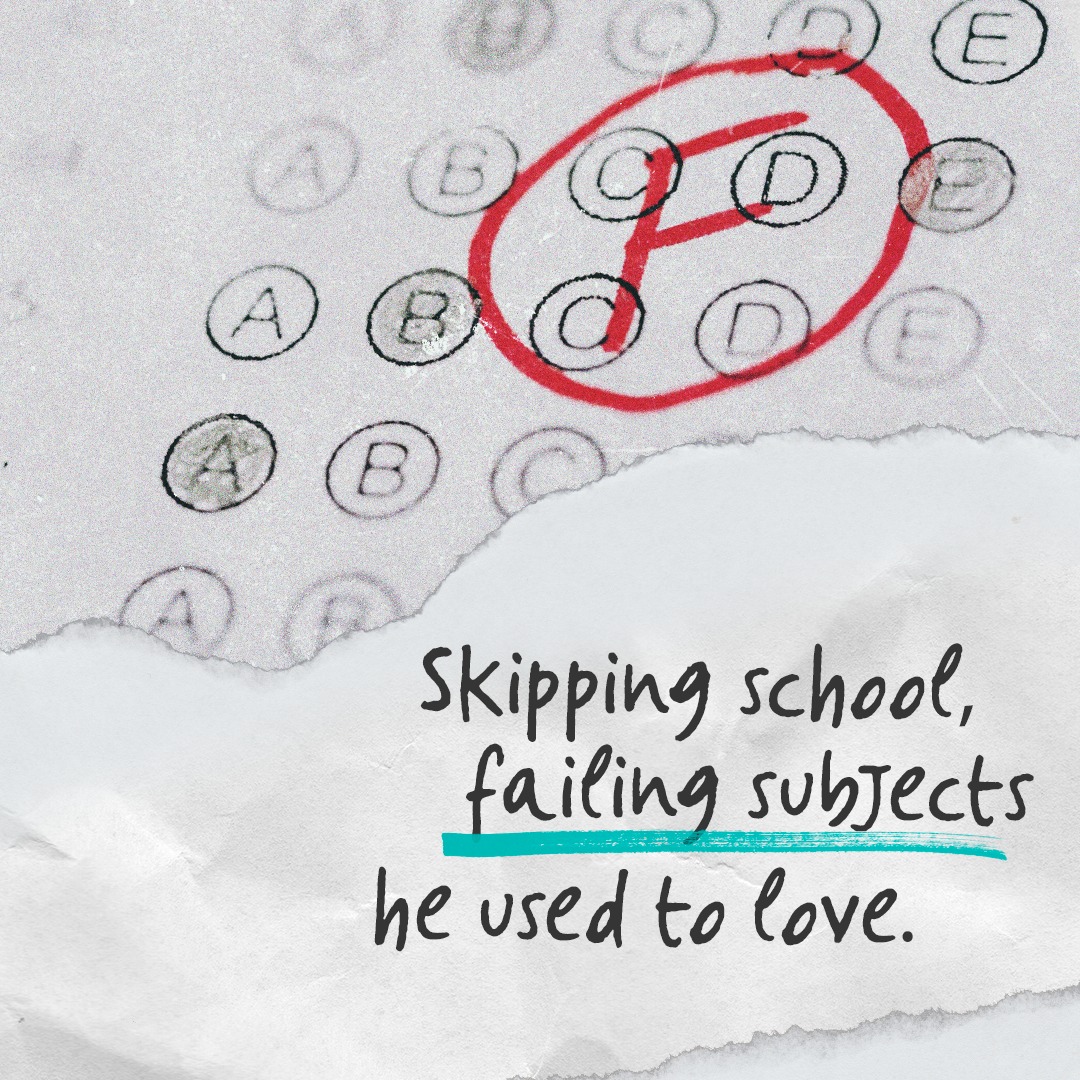 A B C D E
A B C D E
F
A B C D E
A B C
A B
Skipping school,
failing subjects
he used to love.